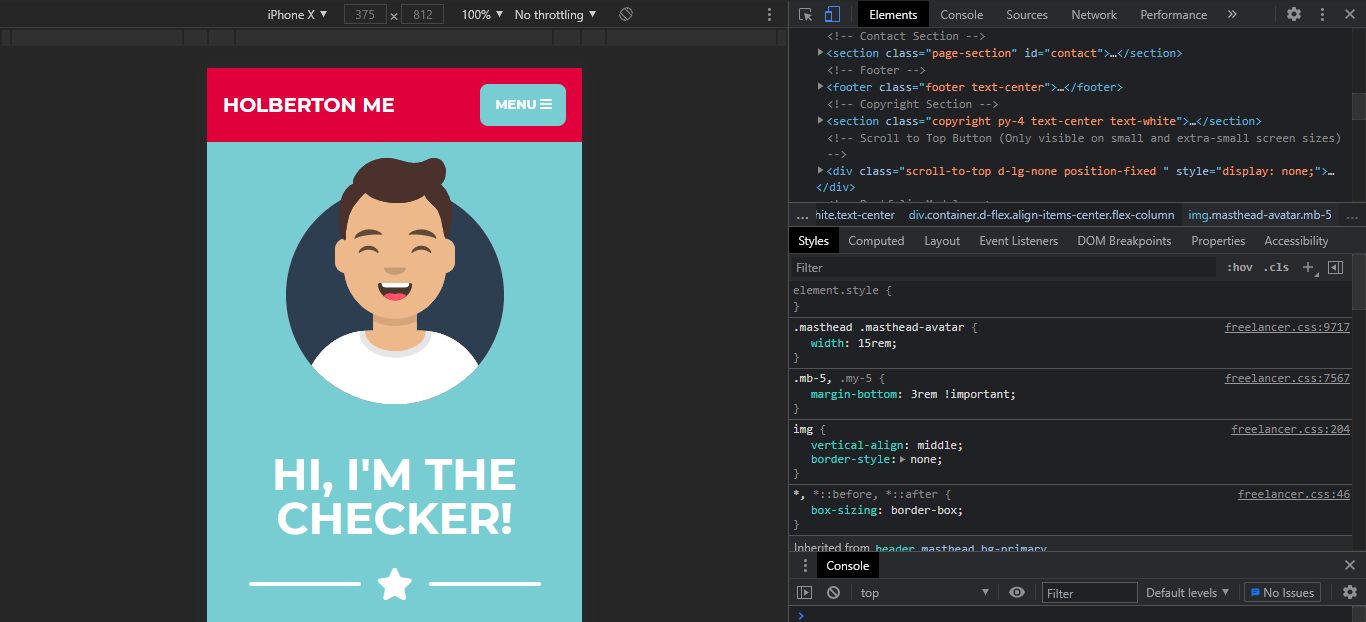 iPhone X ▼ 375 × 812 100% ▼ No throttling ▼
HOLBERTON ME
MENU
HI, I'M THE
CHECKER!
Elements Console Sources Network Performance »
<!-- Contact Section -->
<section class="page-section" id="contact">…</section>
<!-- Footer -->
<footer class="footer text-center">…</footer>
<!-- Copyright Section -->
<section class="copyright py-4 text-center text-white">…</section>
<!-- Scroll to Top Button (Only visible on small and extra-small screen sizes)
-->
<div class="scroll-to-top d-lg-none position-fixed " style="display: none;">…
</div>
... hite.text-center div.container.d-flex.align-items-center.flex-column img.masthead-avatar.mb-5 ...
Styles Computed Layout Event Listeners DOM Breakpoints Properties Accessibility
Filter :hov .cls +
element.style {
}
.masthead .masthead-avatar { freelancer.css:9717
width: 15rem;
}
.mb-5, .my-5 { freelancer.css:7567
margin-bottom: 3rem !important;
}
img { freelancer.css:204
vertical-align: middle;
border-style: none;
}
*, *::before, *::after { freelancer.css:46
box-sizing: border-box;
}
Inherited from header.masthead.bg-primary
Console
top ▼ Filter Default levels ▼ No Issues